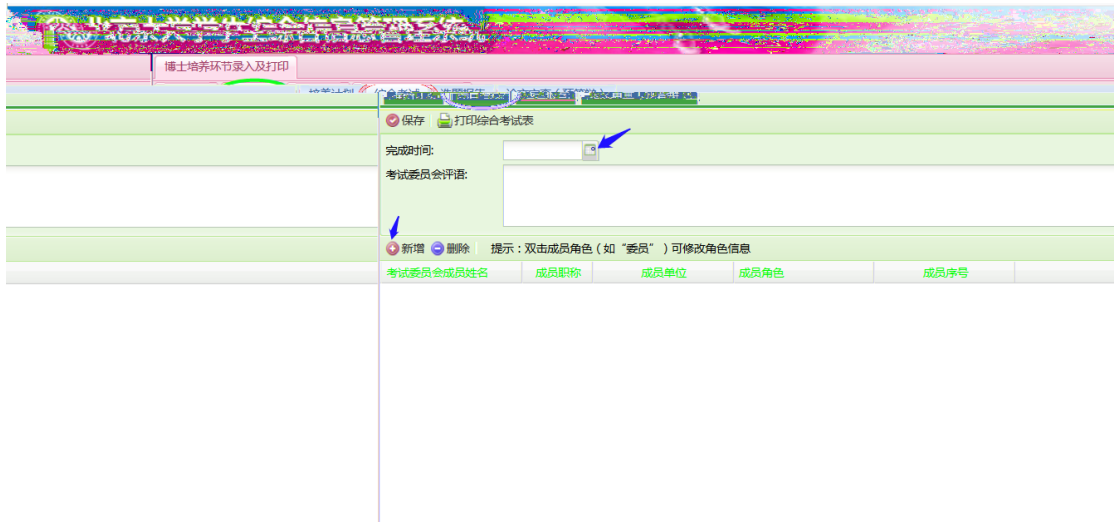 博士培养环节录入及打印
培养计划
保存 打印综合考试表
完成时间:
考试委员会评语:
新增 删除 提示：双击成员角色（如“委员”）可修改角色信息
考试委员会成员姓名 成员职称 成员单位 成员角色 成员序号